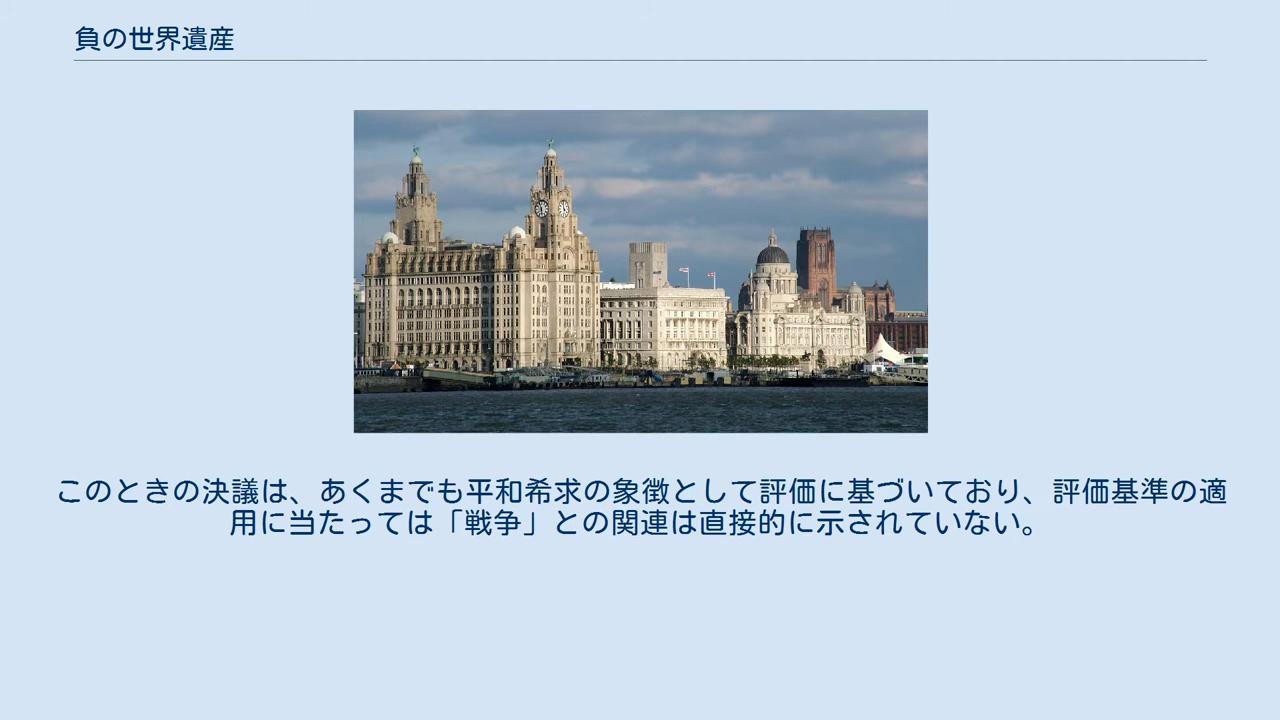 負の世界遺産
このときの決議は、あくまでも平和希求の象徴として評価に基づいており、評価基準の適
用に当たっては「戦争」との関連は直接的に示されていない。